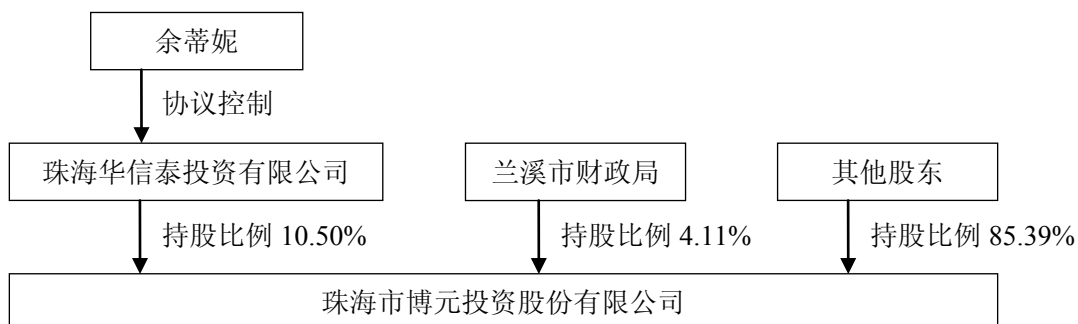 余蒂妮
协议控制
珠海华信泰投资有限公司
兰溪市财政局
其他股东
持股比例 10.50%
持股比例 4.11%
持股比例 85.39%
珠海市博元投资股份有限公司